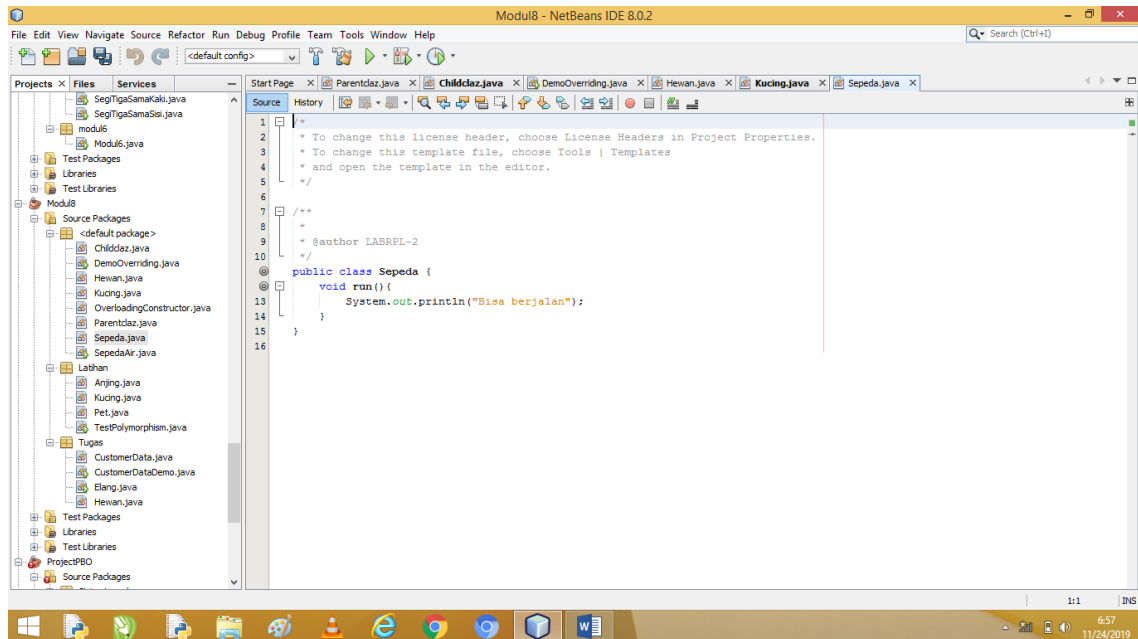 Modul8 - NetBeans IDE 8.0.2
File Edit View Navigate Source Refactor Run Debug Profile Team Tools Window Help
Search (Ctrl+I)
<default config>
Projects Files Services
Start Page Parentclaz.java Childclaz.java DemoOverriding.java Hewan.java Kucing.java Sepeda.java
Source History
SegiTigaSamaKaki.java
SegiTigaSamaSisi.java
modul6
Modul6.java
Test Packages
Libraries
Test Libraries
Modul8
Source Packages
<default package>
Childclaz.java
DemoOverriding.java
Hewan.java
Kucing.java
OverloadingConstructor.java
Parentclaz.java
Sepeda.java
SepedaAir.java
Latihan
Anjing.java
Kucing.java
Pet.java
TestPolymorphism.java
Tugas
CustomerData.java
CustomerDataDemo.java
Elang.java
Hewan.java
Test Packages
Libraries
Test Libraries
ProjectPBO
Source Packages
1 /*
2 * To change this license header, choose License Headers in Project Properties.
3 * To change this template file, choose Tools | Templates
4 * and open the template in the editor.
5 */
6
7 /**
8 *
9 * @author LABRPL-2
10 */
public class Sepeda {
void run(){
13 System.out.println("Bisa berjalan");
14 }
15 }
16
1:1 INS
6:57
11/24/2019